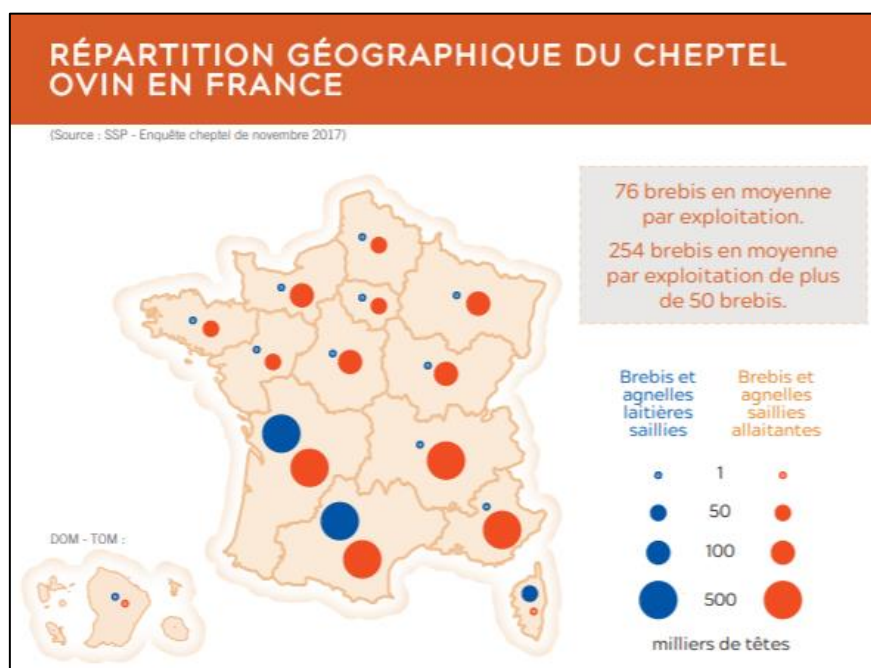 RÉPARTITION GÉOGRAPHIQUE DU CHEPTEL
OVIN EN FRANCE
(Source : SSP - Enquête cheptel de novembre 2017)
76 brebis en moyenne
par exploitation.
254 brebis en moyenne
par exploitation de plus
de 50 brebis.
Brebis et
agnelles
laitières
saillies
Brebis et
agnelles
saillies
allaitantes
1
50
100
500
milliers de têtes
DOM - TOM :